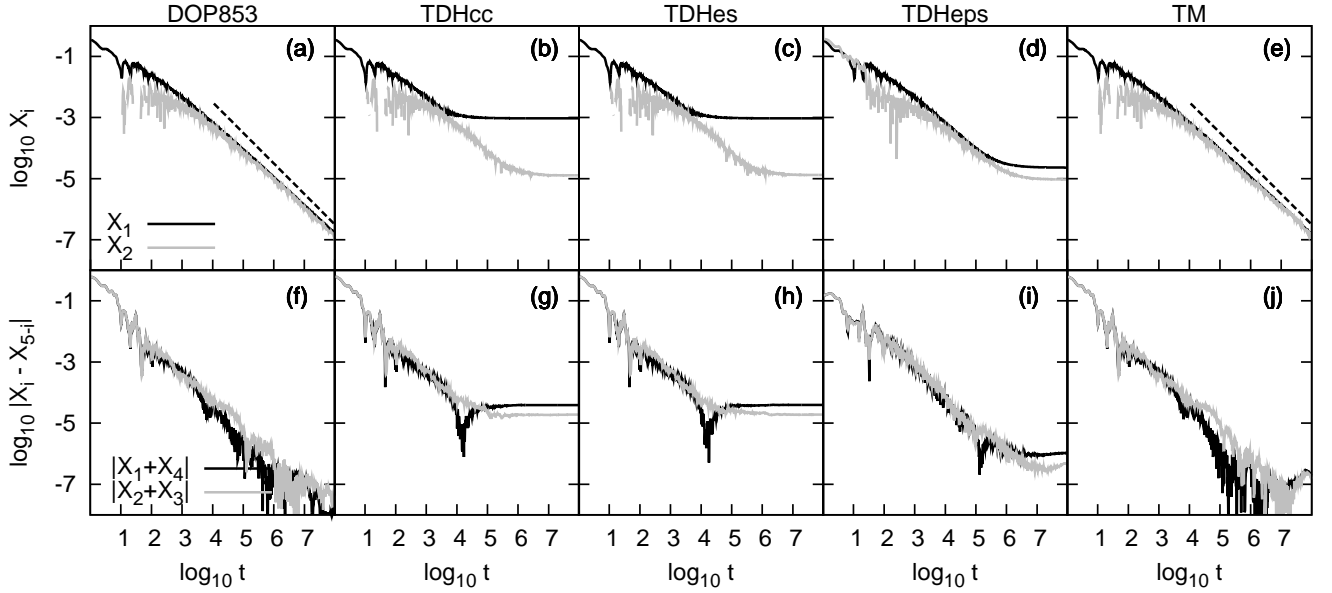 DOP853 TDHcc TDHes TDHeps TM
(a) (b) (c) (d) (e)
-1
-3
-5
-7
log10 Xi
X1
X2
(f) (g) (h) (i) (j)
-1
-3
-5
-7
log10 |Xi - X5-i|
|X1+X4|
|X2+X3|
1 2 3 4 5 6 7 1 2 3 4 5 6 7 1 2 3 4 5 6 7 1 2 3 4 5 6 7 1 2 3 4 5 6 7
log10 t log10 t log10 t log10 t log10 t